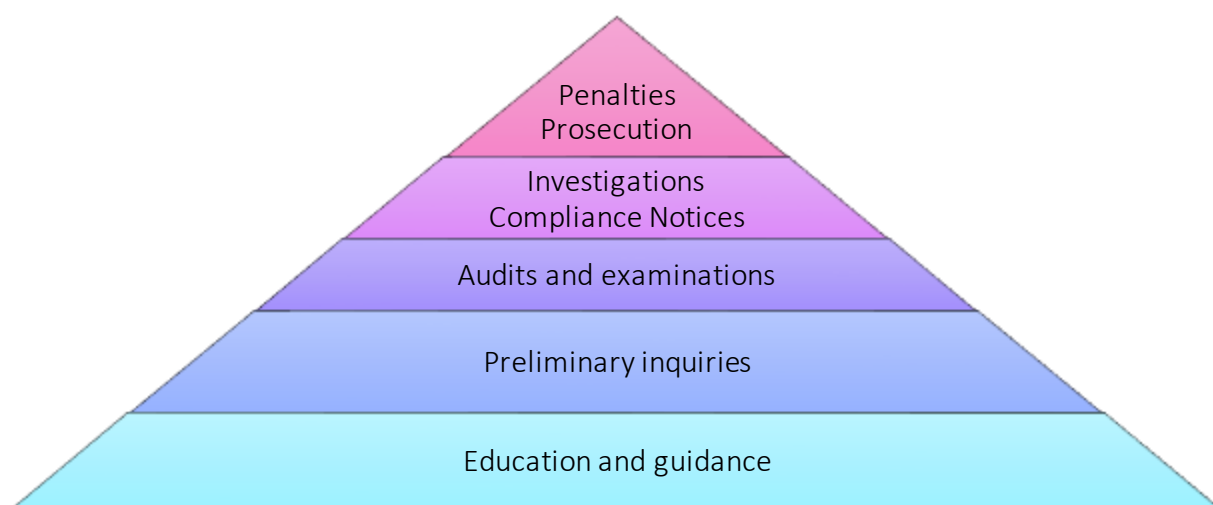 Penalties
Prosecution
Investigations
Compliance Notices
Audits and examinations
Preliminary inquiries
Education and guidance